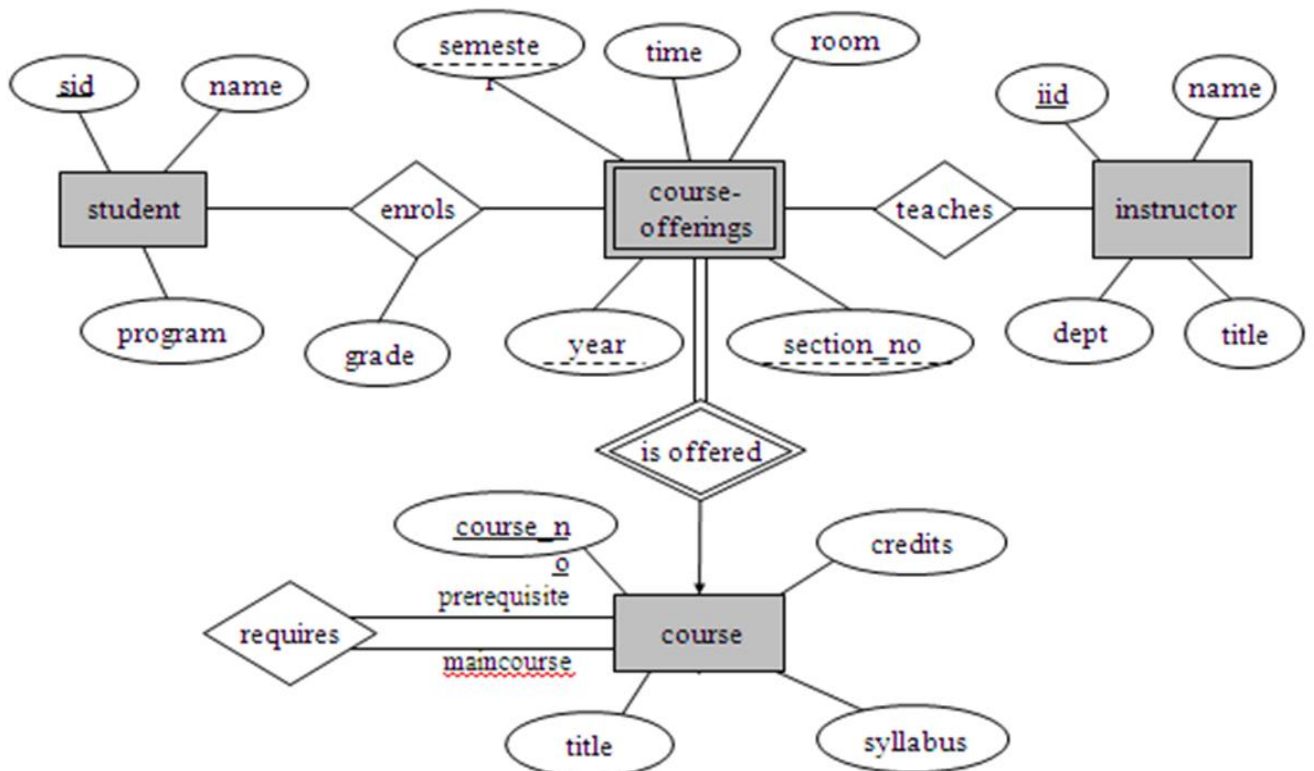 semeste
r
time
room
sid
name
iid
name
student
enrols
course-
offerings
teaches
instructor
program
grade
year
section_no
dept
title
is offered
course_n
o
credits
prerequisite
requires
course
maincourse
title
syllabus